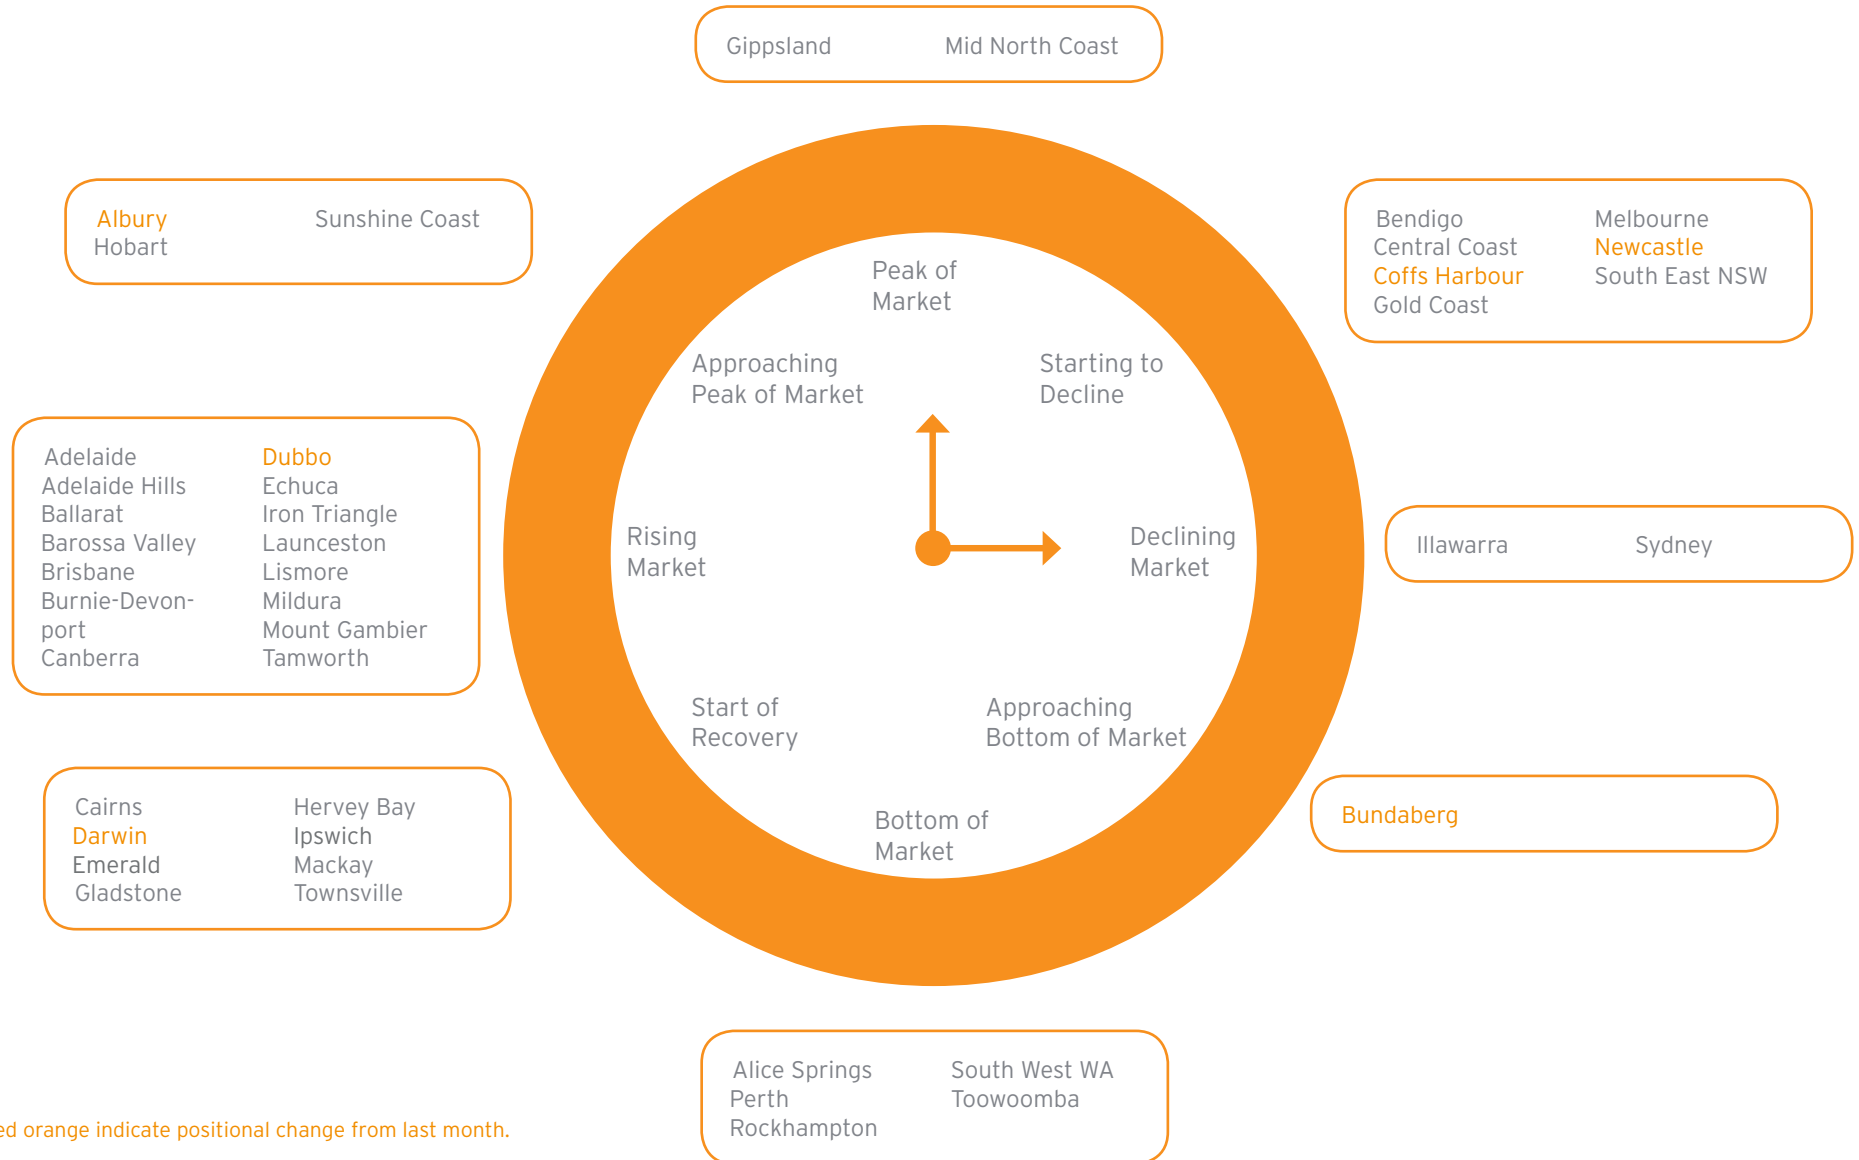 Gippsland
Mid North Coast
Albury
Hobart
Sunshine Coast
Bendigo
Central Coast
Coffs Harbour
Gold Coast
Melbourne
Newcastle
South East NSW
Peak of
Market
Approaching
Peak of Market
Starting to
Decline
Adelaide
Adelaide Hills
Ballarat
Barossa Valley
Brisbane
Burnie-Devon-
port
Canberra
Dubbo
Echuca
Iron Triangle
Launceston
Lismore
Mildura
Mount Gambier
Tamworth
Rising
Market
Declining
Market
Illawarra
Sydney
Start of
Recovery
Approaching
Bottom of Market
Cairns
Darwin
Emerald
Gladstone
Hervey Bay
Ipswich
Mackay
Townsville
Bottom of
Market
Bundaberg
Alice Springs
Perth
Rockhampton
South West WA
Toowoomba
orange indicate positional change from last month.